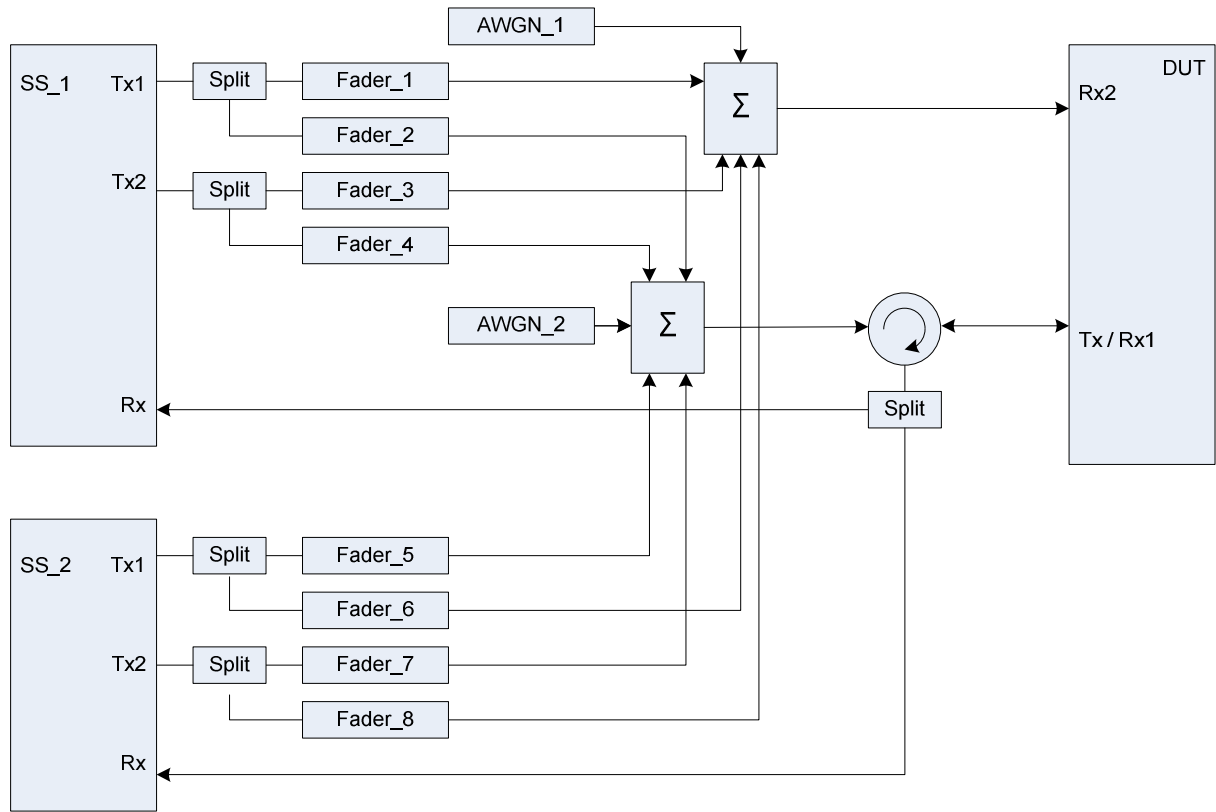 AWGN_1
SS_1
Tx1
Split
Fader_1
Σ
DUT
Rx2
Fader_2
Tx2
Split
Fader_3
Fader_4
AWGN_2
Σ
Tx / Rx1
Rx
Split
SS_2
Tx1
Split
Fader_5
Fader_6
Tx2
Split
Fader_7
Fader_8
Rx